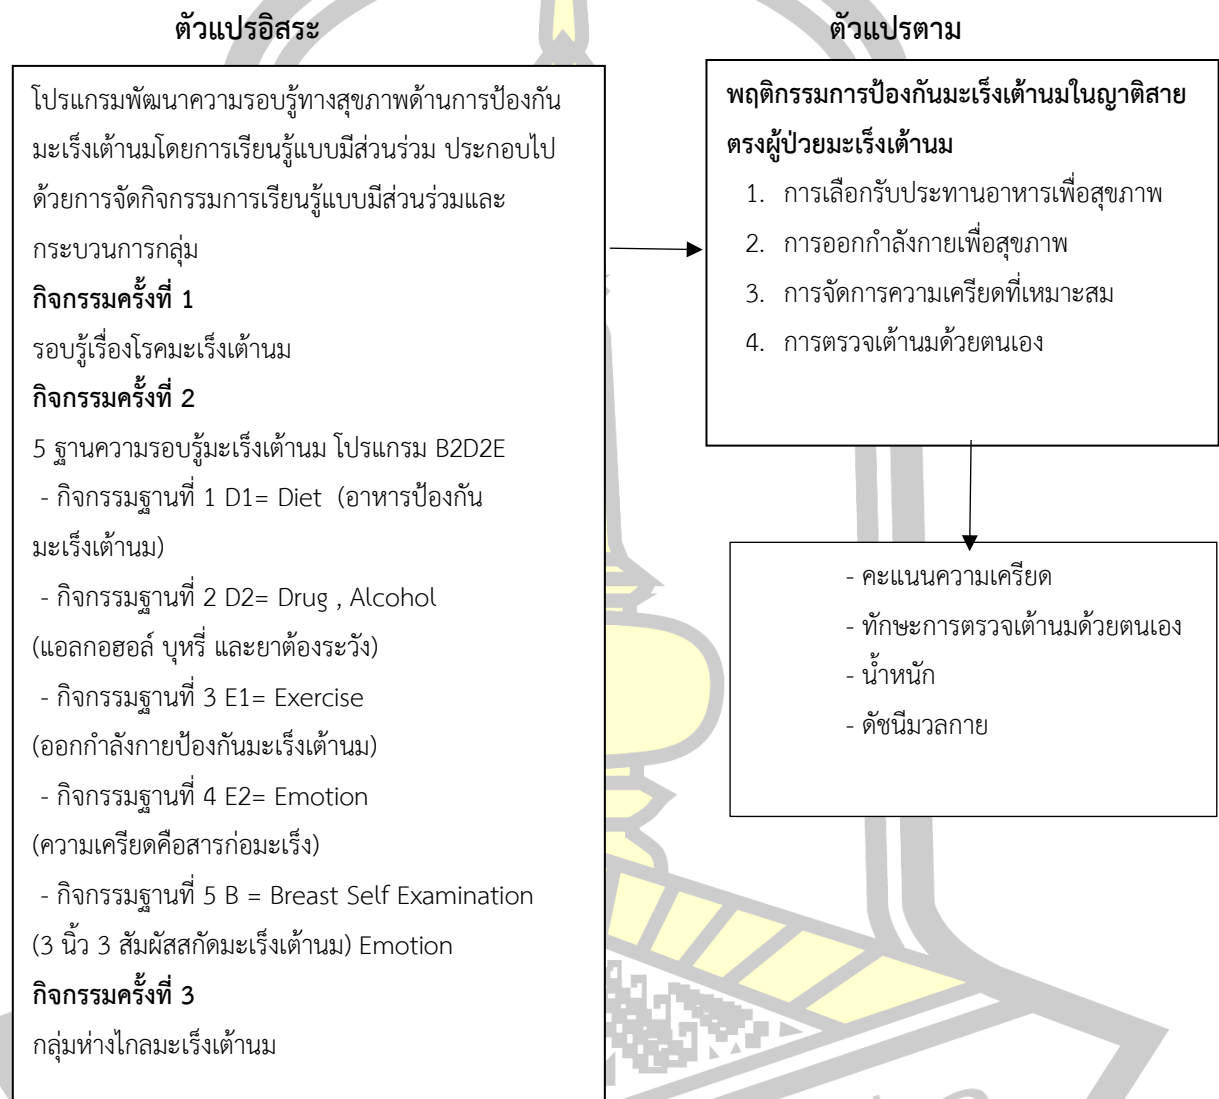 ตัวแปรอิสระ
ตัวแปรตาม
โปรแกรมพัฒนาความรอบรู้ทางสุขภาพด้านการป้องกัน
มะเร็งเต้านมโดยการเรียนรู้แบบมีส่วนร่วม ประกอบไป
ด้วยการจัดกิจกรรมการเรียนรู้แบบมีส่วนร่วมและ
กระบวนการกลุ่ม
กิจกรรมครั้งที่ 1
รอบรู้เรื่องโรคมะเร็งเต้านม
กิจกรรมครั้งที่ 2
5 ฐานความรอบรู้มะเร็งเต้านม โปรแกรม B2D2E
- กิจกรรมฐานที่ 1 D1= Diet (อาหารป้องกัน
มะเร็งเต้านม)
- กิจกรรมฐานที่ 2 D2= Drug , Alcohol
(แอลกอฮอล์ บุหรี่ และยาต้องระวัง)
- กิจกรรมฐานที่ 3 E1= Exercise
(ออกกำลังกายป้องกันมะเร็งเต้านม)
- กิจกรรมฐานที่ 4 E2= Emotion
(ความเครียดคือสารก่อมะเร็ง)
- กิจกรรมฐานที่ 5 B = Breast Self Examination
(3 นิ้ว 3 สัมผัสสกัดมะเร็งเต้านม) Emotion
กิจกรรมครั้งที่ 3
กลุ่มห่างไกลมะเร็งเต้านม
พฤติกรรมการป้องกันมะเร็งเต้านมในญาติสาย
ตรงผู้ป่วยมะเร็งเต้านม
1. การเลือกรับประทานอาหารเพื่อสุขภาพ
2. การออกกำลังกายเพื่อสุขภาพ
3. การจัดการความเครียดที่เหมาะสม
4. การตรวจเต้านมด้วยตนเอง
- คะแนนความเครียด
- ทักษะการตรวจเต้านมด้วยตนเอง
- น้ำหนัก
- ดัชนีมวลกาย